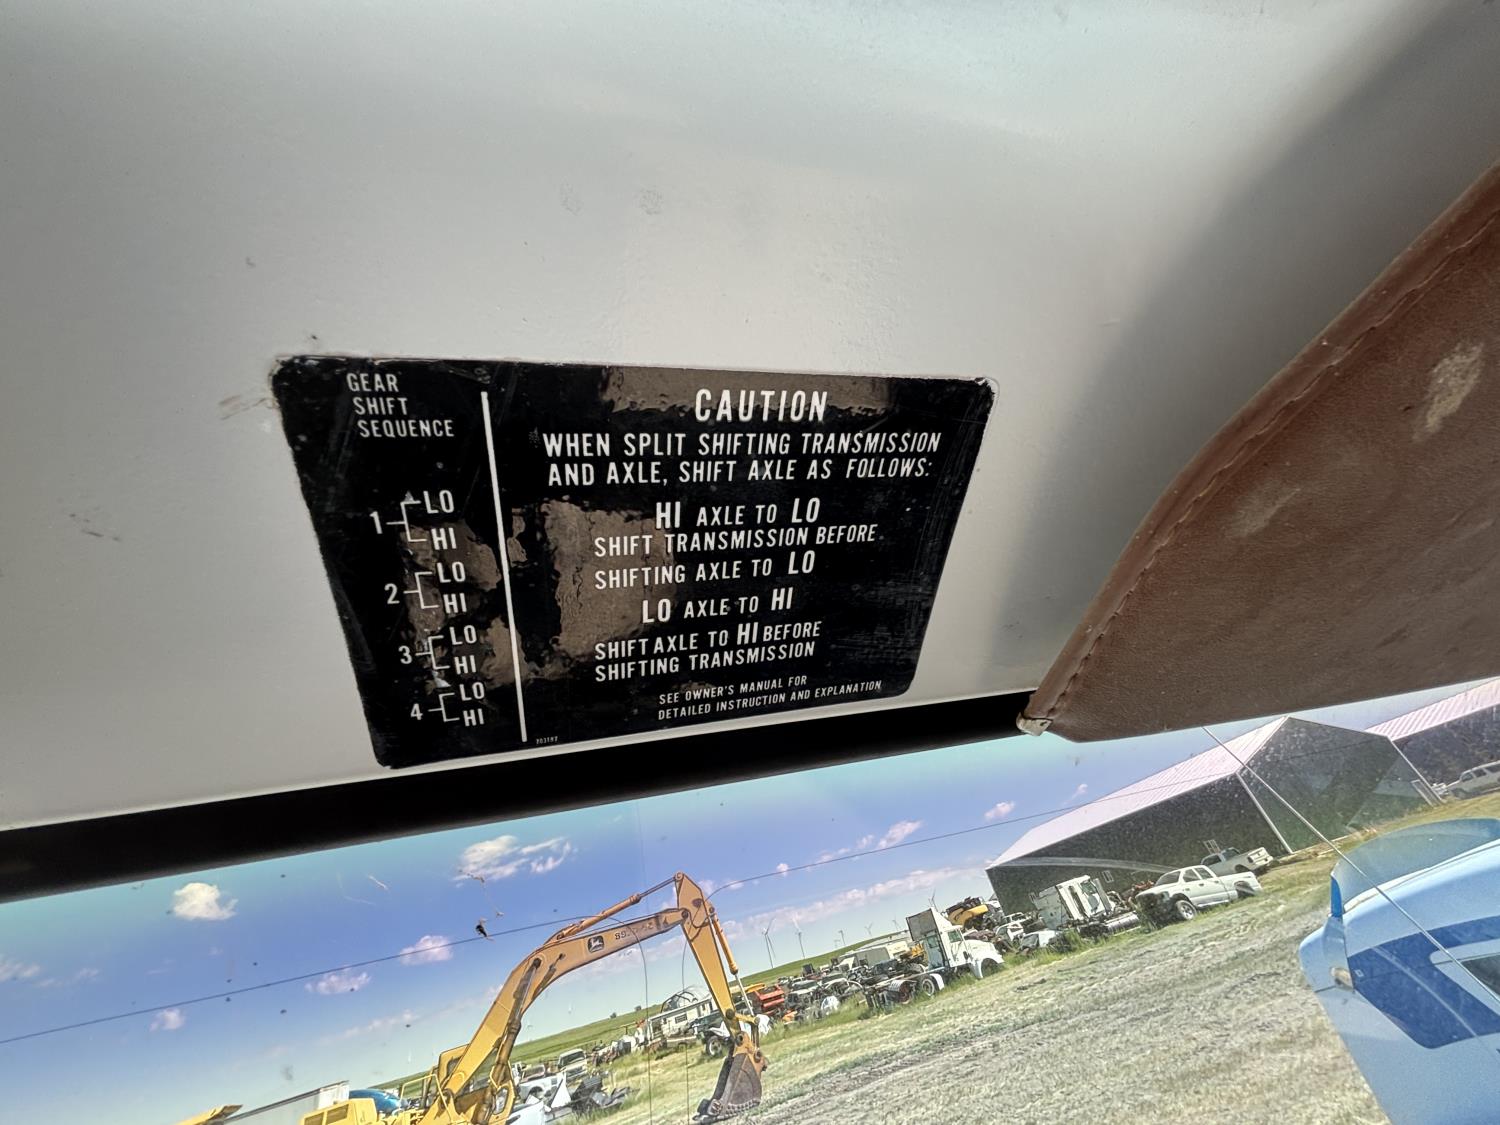 GEAR
SHIFT
SEQUENCE
1 LO
HI
2 LO
HI
3 LO
HI
4 LO
HI
CAUTION
WHEN SPLIT SHIFTING TRANSMISSION
AND AXLE, SHIFT AXLE AS FOLLOWS:
HI AXLE TO LO
SHIFT TRANSMISSION BEFORE
SHIFTING AXLE TO LO
LO AXLE TO HI
SHIFT AXLE TO HI BEFORE
SHIFTING TRANSMISSION
SEE OWNER'S MANUAL FOR
DETAILED INSTRUCTION AND EXPLANATION